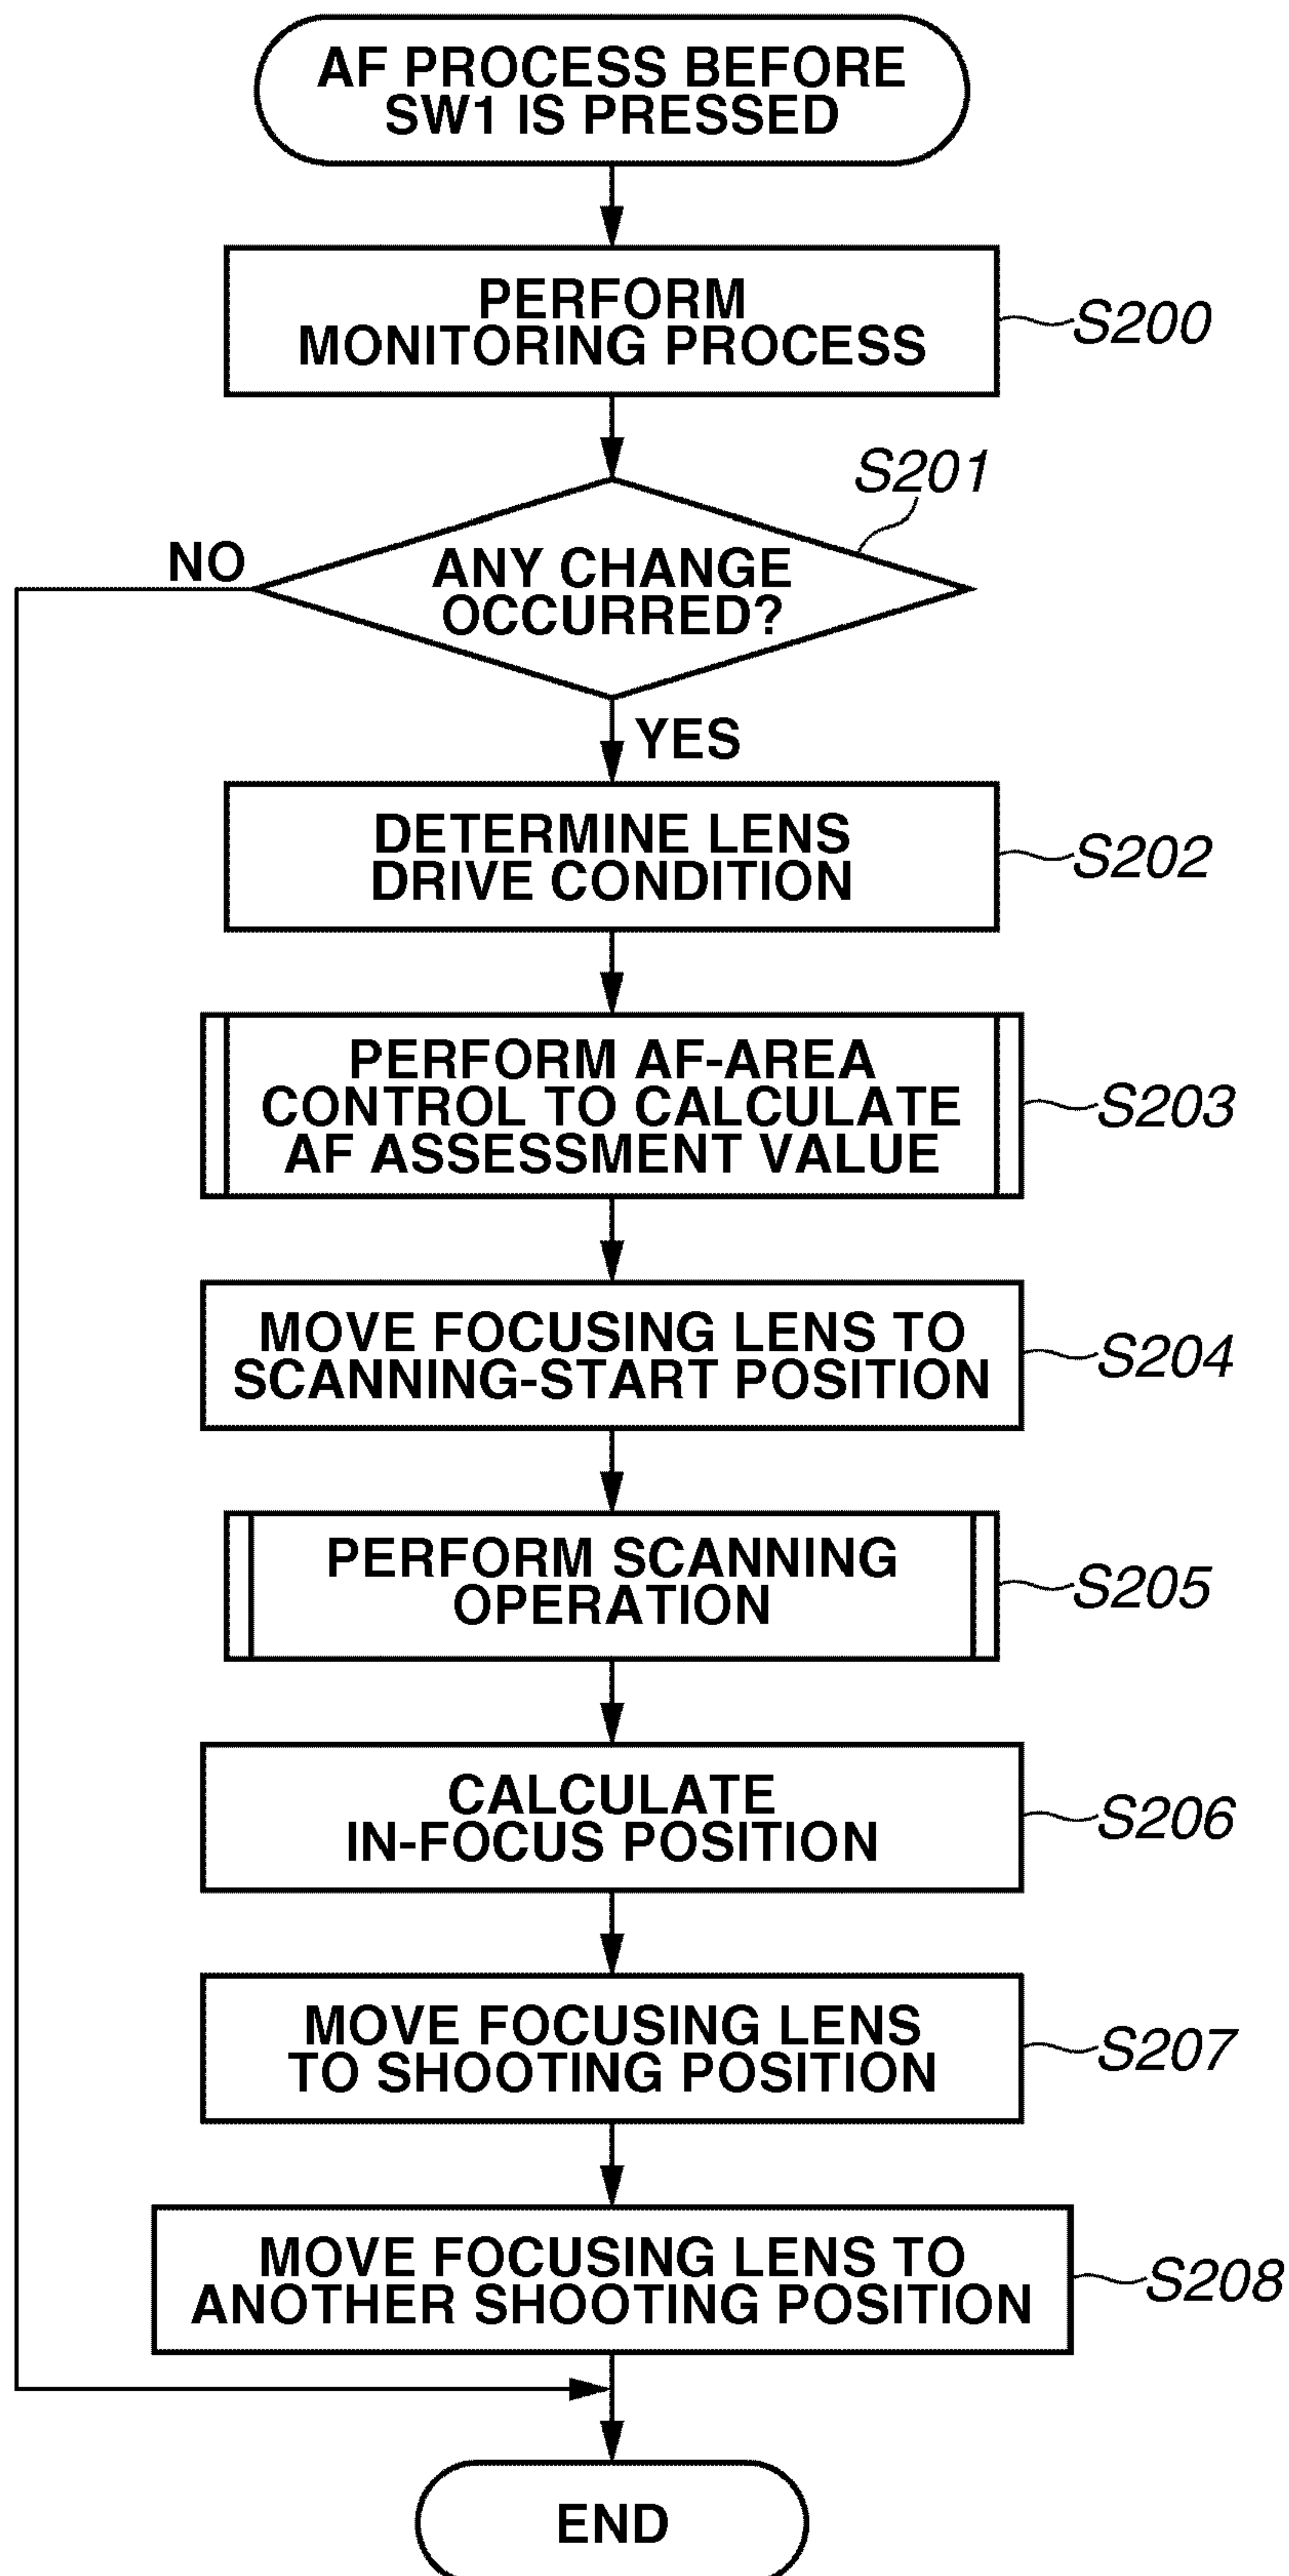 AF PROCESS BEFORE
SW1 IS PRESSED
PERFORM
MONITORING PROCESS
S200
S201
ANY CHANGE
OCCURRED?
NO
YES
DETERMINE LENS
DRIVE CONDITION
S202
PERFORM AF-AREA
CONTROL TO CALCULATE
AF ASSESSMENT VALUE
S203
MOVE FOCUSING LENS TO
SCANNING-START POSITION
S204
PERFORM SCANNING
OPERATION
S205
CALCULATE
IN-FOCUS POSITION
S206
MOVE FOCUSING LENS
TO SHOOTING POSITION
S207
MOVE FOCUSING LENS TO
ANOTHER SHOOTING POSITION
S208
END